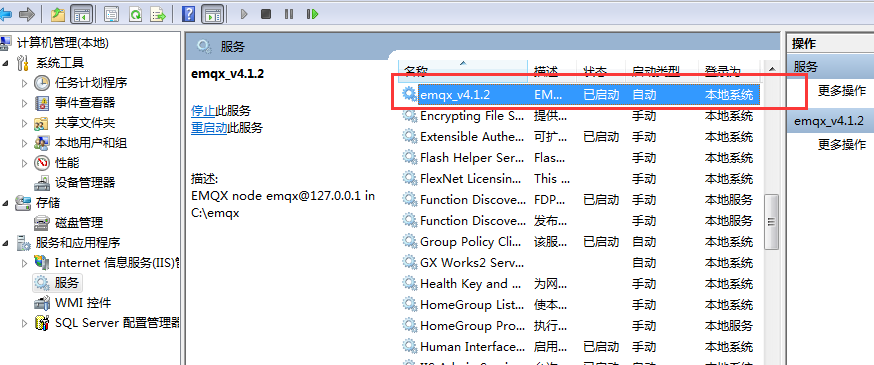 计算机管理(本地)
系统工具
任务计划程序
事件查看器
共享文件夹
本地用户和组
性能
设备管理器
存储
磁盘管理
服务和应用程序
Internet 信息服务(IIS)管
服务
WMI 控件
SQL Server 配置管理器
服务
emqx_v4.1.2
停止此服务
重启动此服务
描述:
EMQX node emqx@127.0.0.1 in
C:\emqx
名称 描述 状态 启动类型 登录为
emqx_v4.1.2 EM... 已启动 自动 本地系统
Encrypting File S... 提供... 手动 本地系统
Extensible Authe... 可扩... 已启动 手动 本地系统
Flash Helper Ser... Flas... 手动 本地系统
FlexNet Licensin... This ... 手动 本地系统
Function Discove... FDP... 已启动 手动 本地服务
Function Discove... 发布... 手动 本地服务
Group Policy Cli... 该服... 已启动 自动 本地系统
GX Works2 Serv... 自动 本地系统
Health Key and ... 为网... 手动 本地系统
HomeGroup List... 使本... 手动 本地系统
HomeGroup Pro... 执行... 手动 本地服务
Human Interface... 启用... 已启动 手动 本地系统
操作
服务
更多操作
emqx_v4.1.2
更多操作